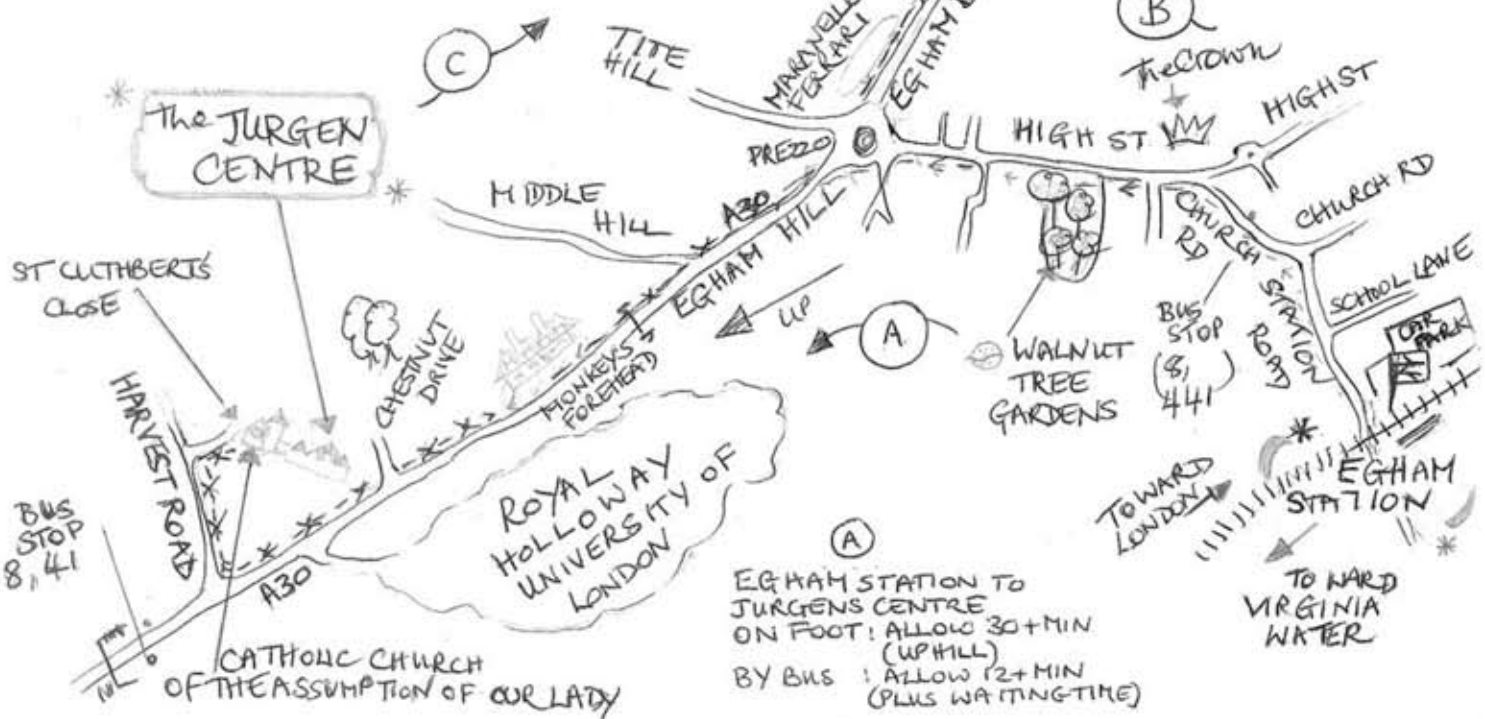 C
TITE
HILL
MARANELLO
FERRARI
EGHAM
B
The Crown
HIGH ST
HIGH ST
The JURGEN
CENTRE
PREZZO
MIDDLE
HILL
A30
EGHAM HILL
CHURCH RD
CHURCH
RD
ST CUTHBERT'S
CLOSE
UP
A
STATION
ROAD
SCHOOL LANE
CAR
PARK
BUS
STOP
(8,
441)
WALNUT
TREE
GARDENS
CHESTNUT
DRIVE
MONKEYS
FOREHEAD
HARVEST ROAD
ROYAL
HOLLOWAY
UNIVERSITY OF
LONDON
TOWARD
LONDON
EGHAM
STATION
BUS
STOP
8, 41
A30
TOWARD
VIRGINIA
WATER
CATHOLIC CHURCH
OF THE ASSUMPTION OF OUR LADY
A
EGHAM STATION TO
JURGENS CENTRE
ON FOOT: ALLOW 30+MIN
(UPHILL)
BY BUS : ALLOW 12+MIN
(PLUS WAITING TIME)